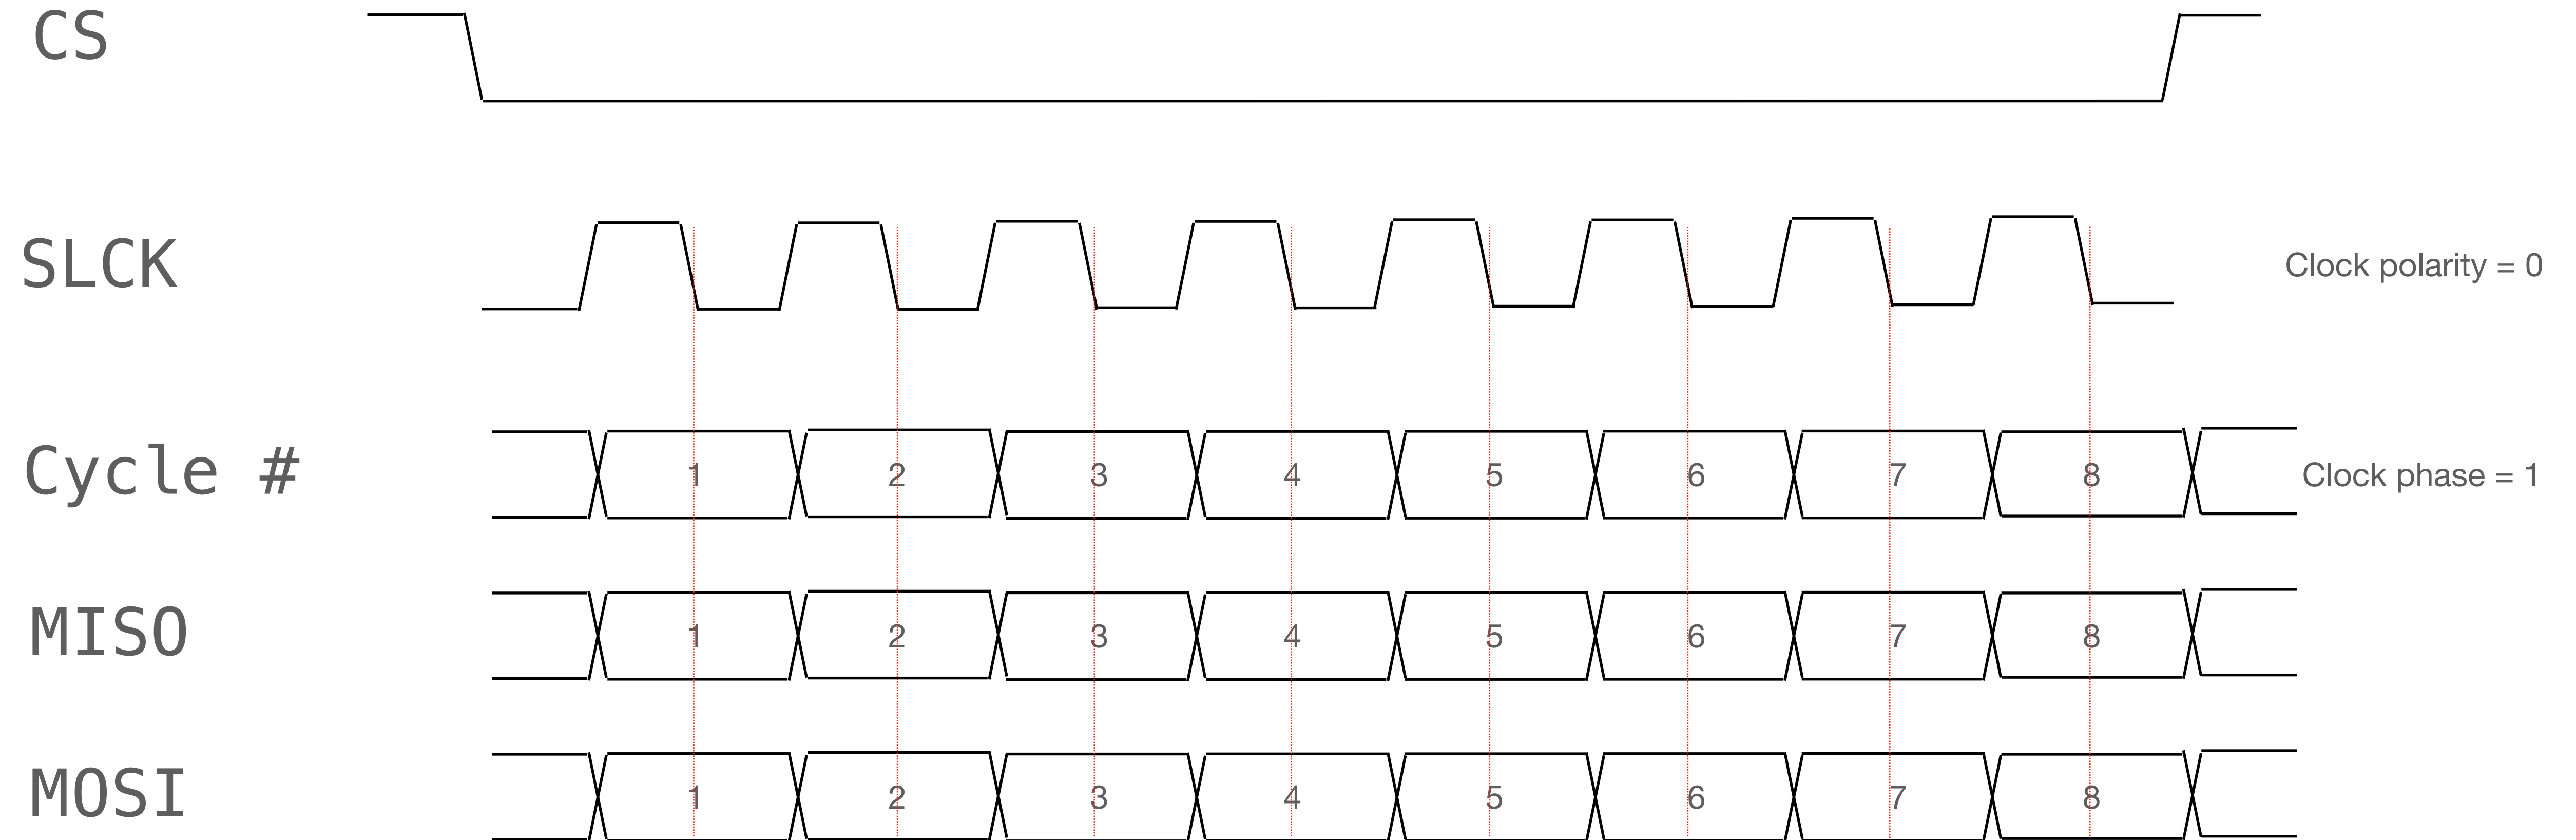 CS
SLCK
Clock polarity = 0
Cycle # 1 2 3 4 5 6 7 8 Clock phase = 1
MISO 1 2 3 4 5 6 7 8
MOSI 1 2 3 4 5 6 7 8